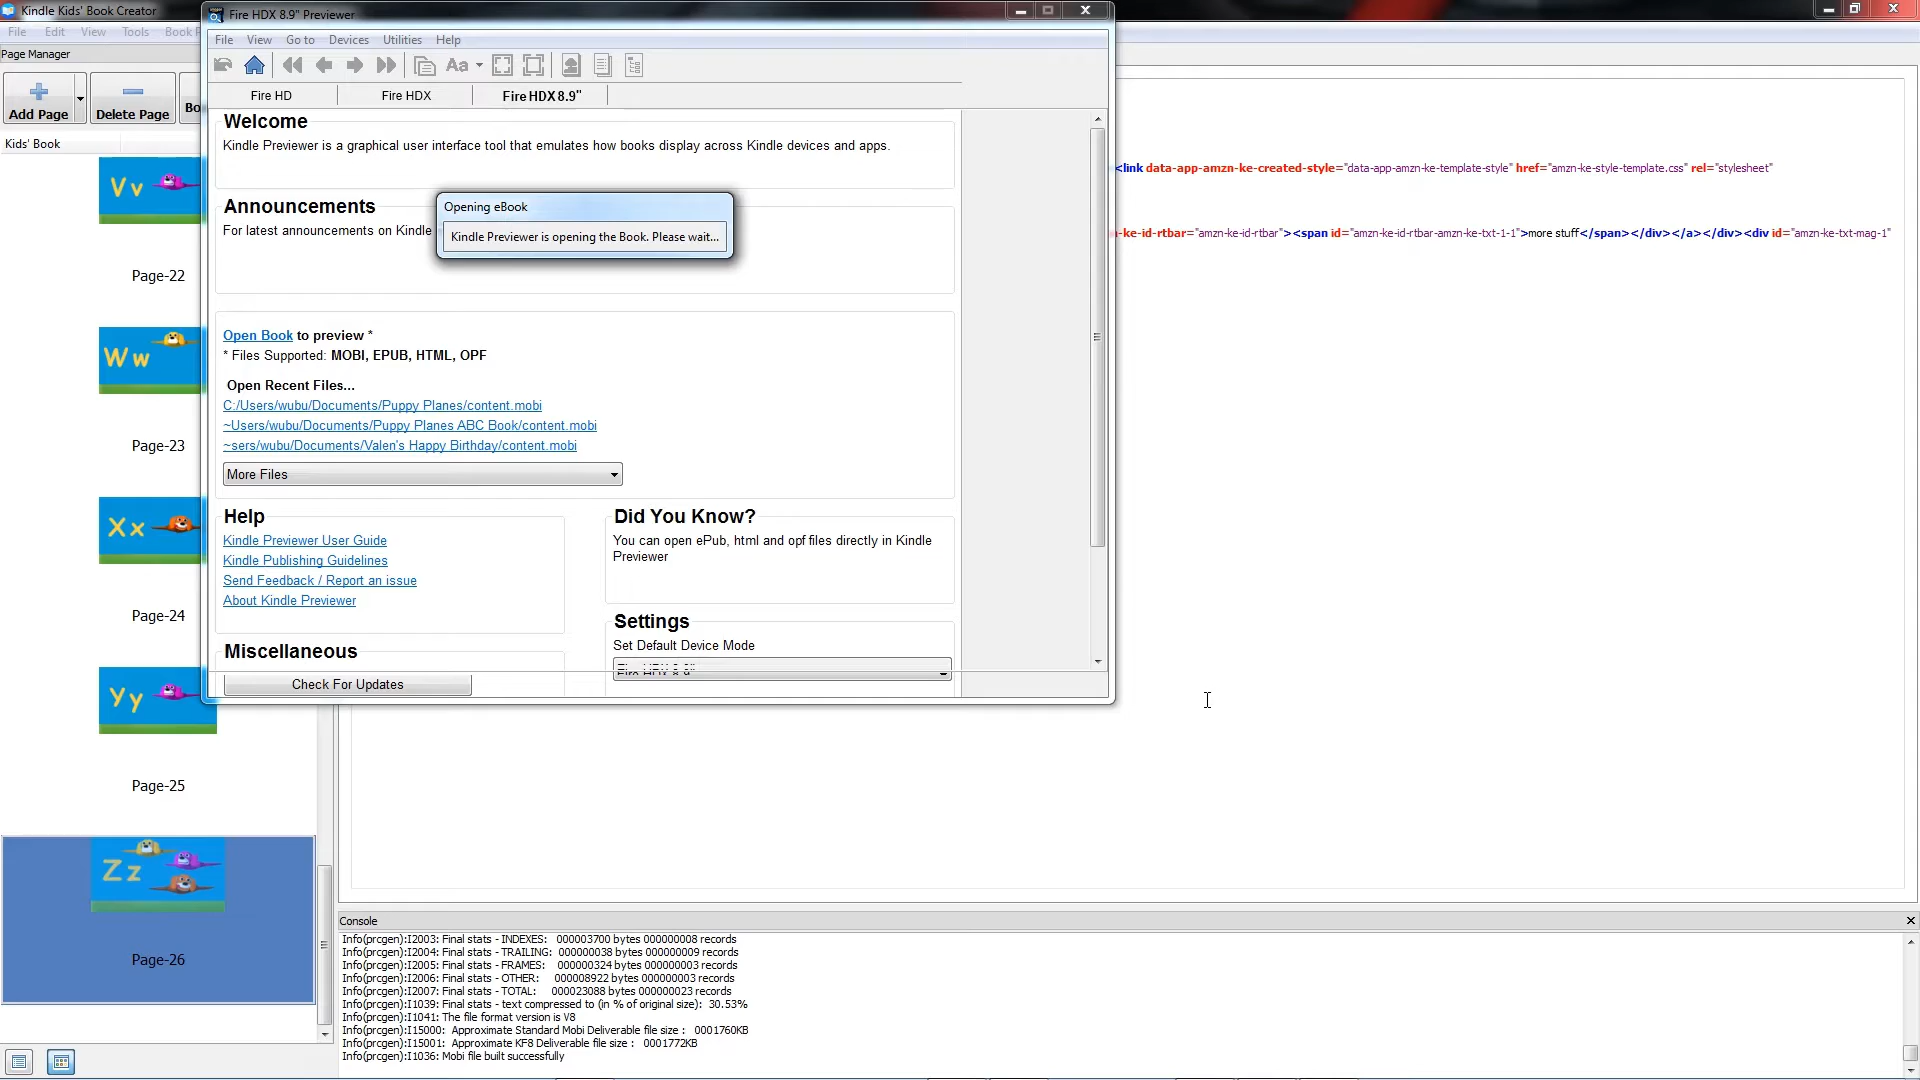 Kindle Kids' Book Creator
File Edit View Tools Book P
Page Manager
Add Page
Delete Page
Bo
Kids' Book
Vv
Page-22
Ww
Page-23
Xx
Page-24
Yy
Page-25
Zz
Page-26
Fire HDX 8.9" Previewer
File View Go to Devices Utilities Help
Aa
Fire HD
Fire HDX
Fire HDX 8.9"
Welcome
Kindle Previewer is a graphical user interface tool that emulates how books display across Kindle devices and apps.
Announcements
For latest announcements on Kindle
Opening eBook
Kindle Previewer is opening the Book. Please wait...
Open Book to preview *
* Files Supported: MOBI, EPUB, HTML, OPF
Open Recent Files...
C:/Users/wubu/Documents/Puppy Planes/content.mobi
~Users/wubu/Documents/Puppy Planes ABC Book/content.mobi
~sers/wubu/Documents/Valen's Happy Birthday/content.mobi
More Files
Help
Kindle Previewer User Guide
Kindle Publishing Guidelines
Send Feedback / Report an issue
About Kindle Previewer
Did You Know?
You can open ePub, html and opf files directly in Kindle
Previewer
Settings
Set Default Device Mode
Fire HDX 8.9"
Miscellaneous
Check For Updates
<link data-app-amzn-ke-created-style="data-app-amzn-ke-template-style" href="amzn-ke-style-template.css" rel="stylesheet"
n-ke-id-rtbar="amzn-ke-id-rtbar"><span id="amzn-ke-id-rtbar-amzn-ke-txt-1-1">more stuff</span></div></a></div><div id="amzn-ke-txt-mag-1"
Console
Info(prcgen):I2003: Final stats - INDEXES: 000003700 bytes 000000008 records
Info(prcgen):I2004: Final stats - TRAILING: 000000038 bytes 000000009 records
Info(prcgen):I2005: Final stats - FRAMES: 000000324 bytes 000000003 records
Info(prcgen):I2006: Final stats - OTHER: 000008922 bytes 000000003 records
Info(prcgen):I2007: Final stats - TOTAL: 000023088 bytes 000000023 records
Info(prcgen):I1039: Final stats - text compressed to (in % of original size): 30.53%
Info(prcgen):I1041: The file format version is V8
Info(prcgen):I15000: Approximate Standard Mobi Deliverable file size : 0001760KB
Info(prcgen):I15001: Approximate KF8 Deliverable file size : 0001772KB
Info(prcgen):I1036: Mobi file built successfully